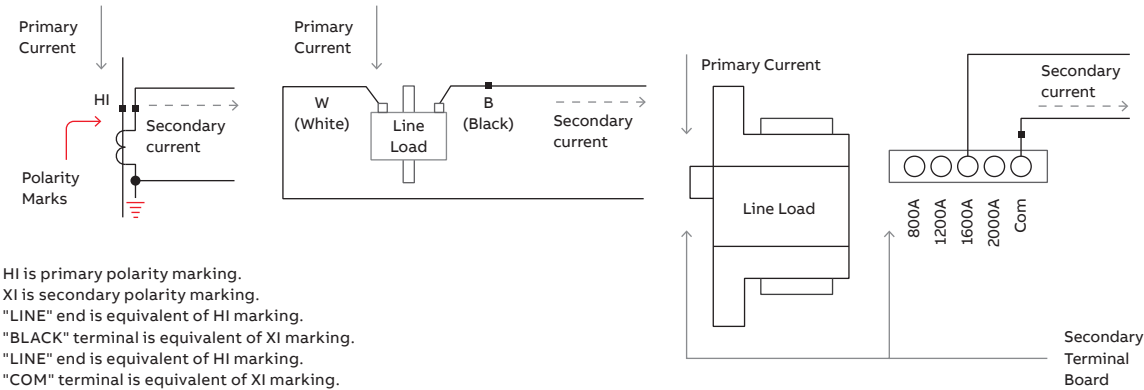 Primary
Current
HI
Secondary
current
Polarity
Marks
Primary
Current
W
(White)
Line
Load
B
(Black)
Secondary
current
Primary Current
Line Load
Secondary
current
800A
1200A
1600A
2000A
Com
Secondary
Terminal
Board
HI is primary polarity marking.
XI is secondary polarity marking.
"LINE" end is equivalent of HI marking.
"BLACK" terminal is equivalent of XI marking.
"LINE" end is equivalent of HI marking.
"COM" terminal is equivalent of XI marking.